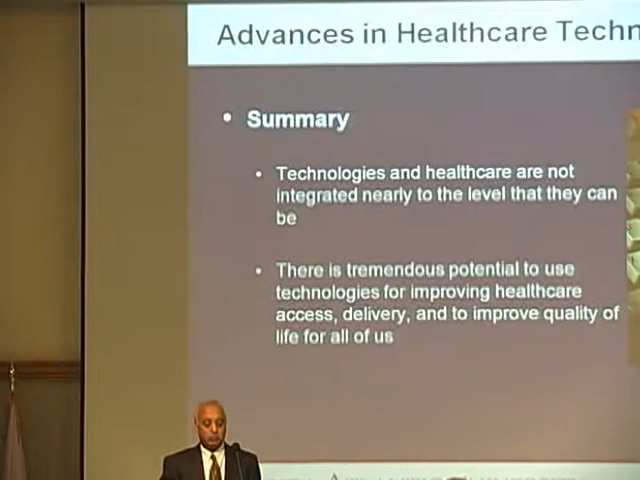 Advances in Healthcare Techn
Summary
Technologies and healthcare are not
integrated nearly to the level that they can
be
There is tremendous potential to use
technologies for improving healthcare
access, delivery, and to improve quality of
life for all of us